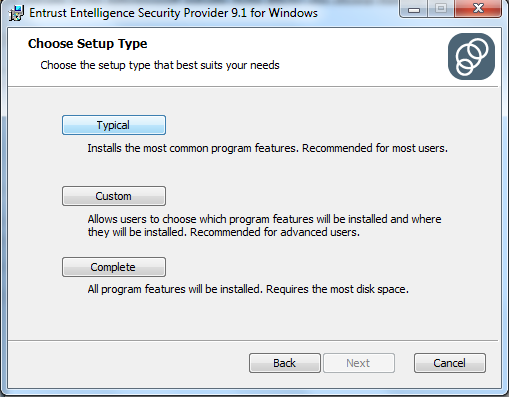 Entrust Entelligence Security Provider 9.1 for Windows
Choose Setup Type
Choose the setup type that best suits your needs
Typical
Installs the most common program features. Recommended for most users.
Custom
Allows users to choose which program features will be installed and where
they will be installed. Recommended for advanced users.
Complete
All program features will be installed. Requires the most disk space.
Back
Next
Cancel